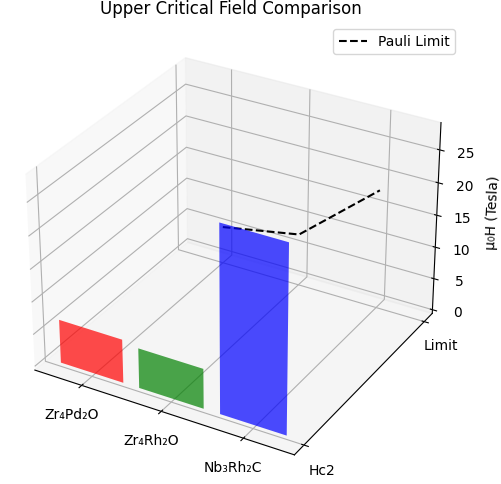 Upper Critical Field Comparison
Pauli Limit
25
20
15
10
5
0
μ₀H (Tesla)
Limit
Hc2
Zr₄Pd₂O
Zr₄Rh₂O
Nb₃Rh₂C